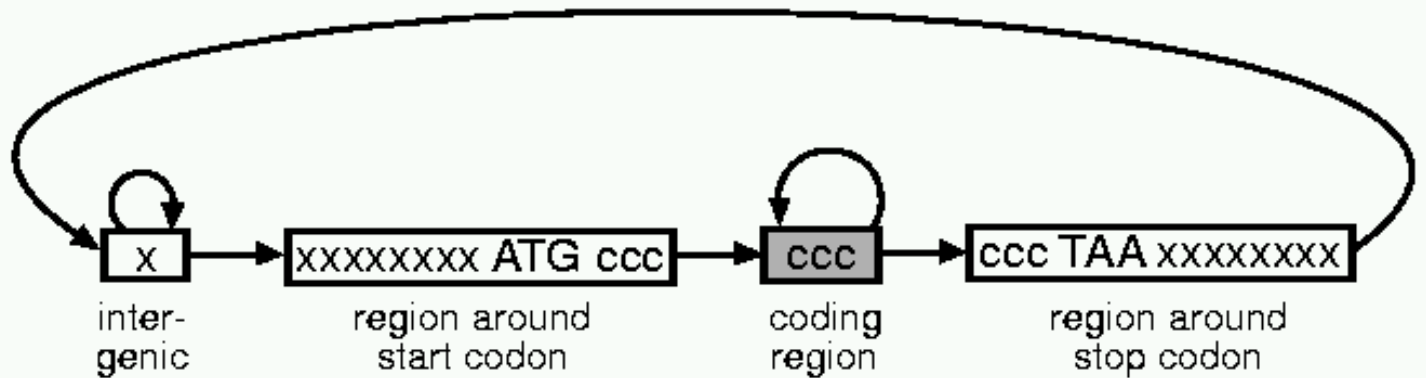 x
xxxxxxxx ATG ccc
ccc
ccc TAA xxxxxxxx
inter-
genic
region around
start codon
coding
region
region around
stop codon